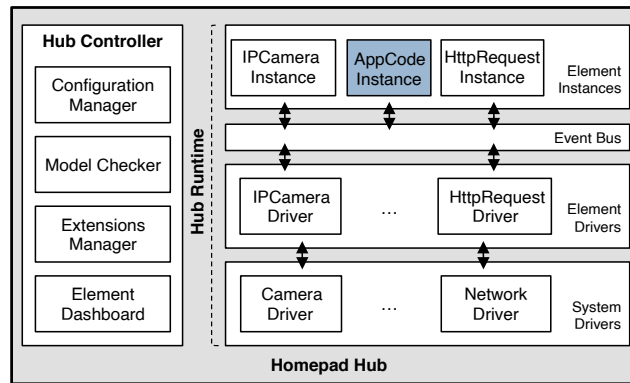 Hub Controller
Configuration
Manager
Model Checker
Extensions
Manager
Element
Dashboard
Hub Runtime
IPCamera
Instance
AppCode
Instance
HttpRequest
Instance
Element
Instances
Event Bus
IPCamera
Driver
...
HttpRequest
Driver
Element
Drivers
Camera
Driver
...
Network
Driver
System
Drivers
Homepad Hub